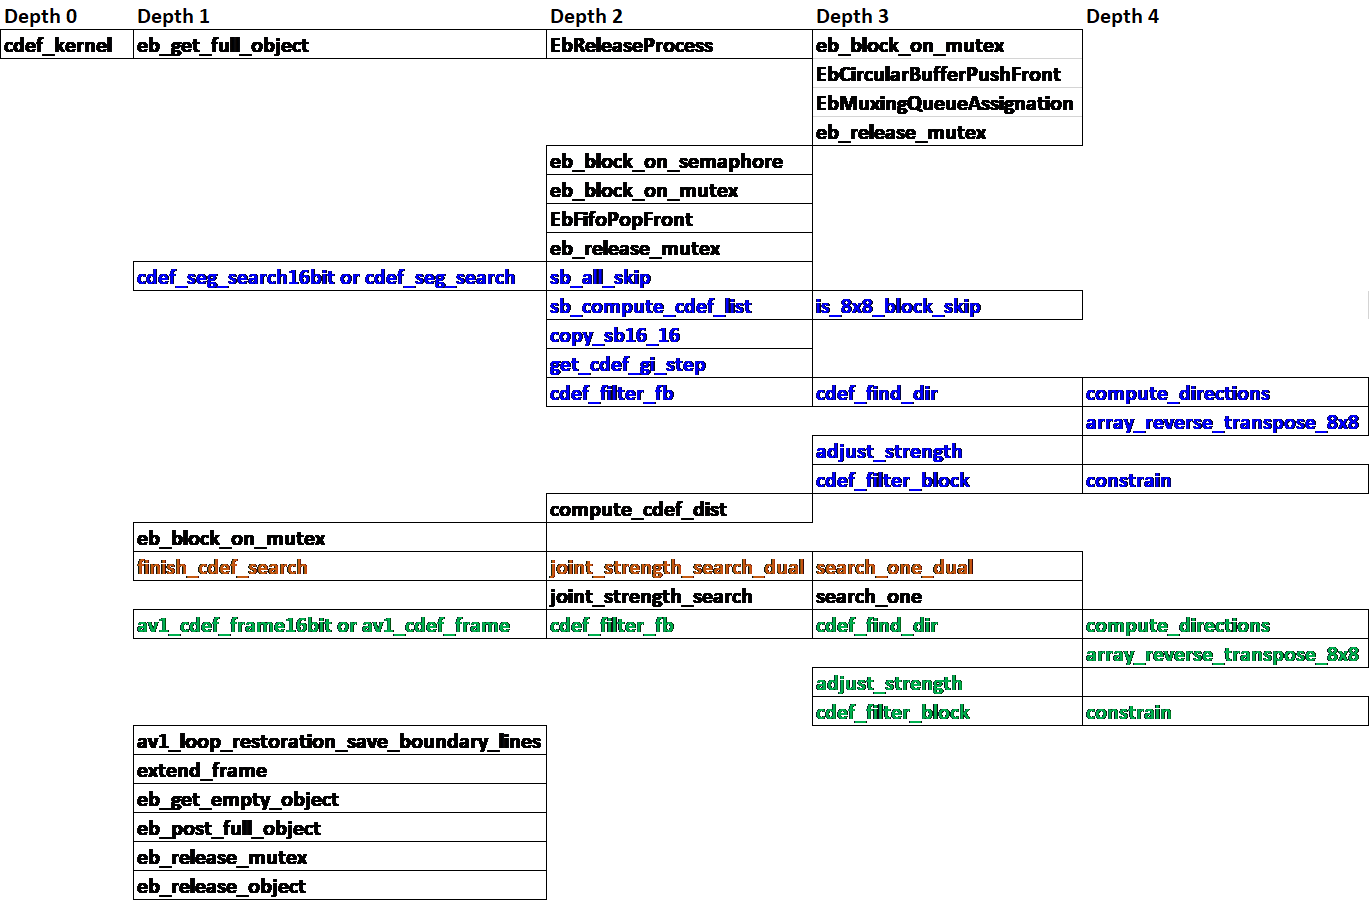 Depth 0 Depth 1 Depth 2 Depth 3 Depth 4
cdef_kernel eb_get_full_object EbReleaseProcess eb_block_on_mutex
EbCircularBufferPushFront
EbMuxingQueueAssignation
eb_release_mutex
eb_block_on_semaphore
eb_block_on_mutex
EbFifoPopFront
eb_release_mutex
cdef_seg_search16bit or cdef_seg_search sb_all_skip
sb_compute_cdef_list is_8x8_block_skip
copy_sb16_16
get_cdef_gi_step
cdef_filter_fb cdef_find_dir compute_directions
array_reverse_transpose_8x8
adjust_strength
cdef_filter_block constrain
compute_cdef_dist
eb_block_on_mutex
finish_cdef_search joint_strength_search_dual search_one_dual
joint_strength_search search_one
av1_cdef_frame16bit or av1_cdef_frame cdef_filter_fb cdef_find_dir compute_directions
array_reverse_transpose_8x8
adjust_strength
cdef_filter_block constrain
av1_loop_restoration_save_boundary_lines
extend_frame
eb_get_empty_object
eb_post_full_object
eb_release_mutex
eb_release_object